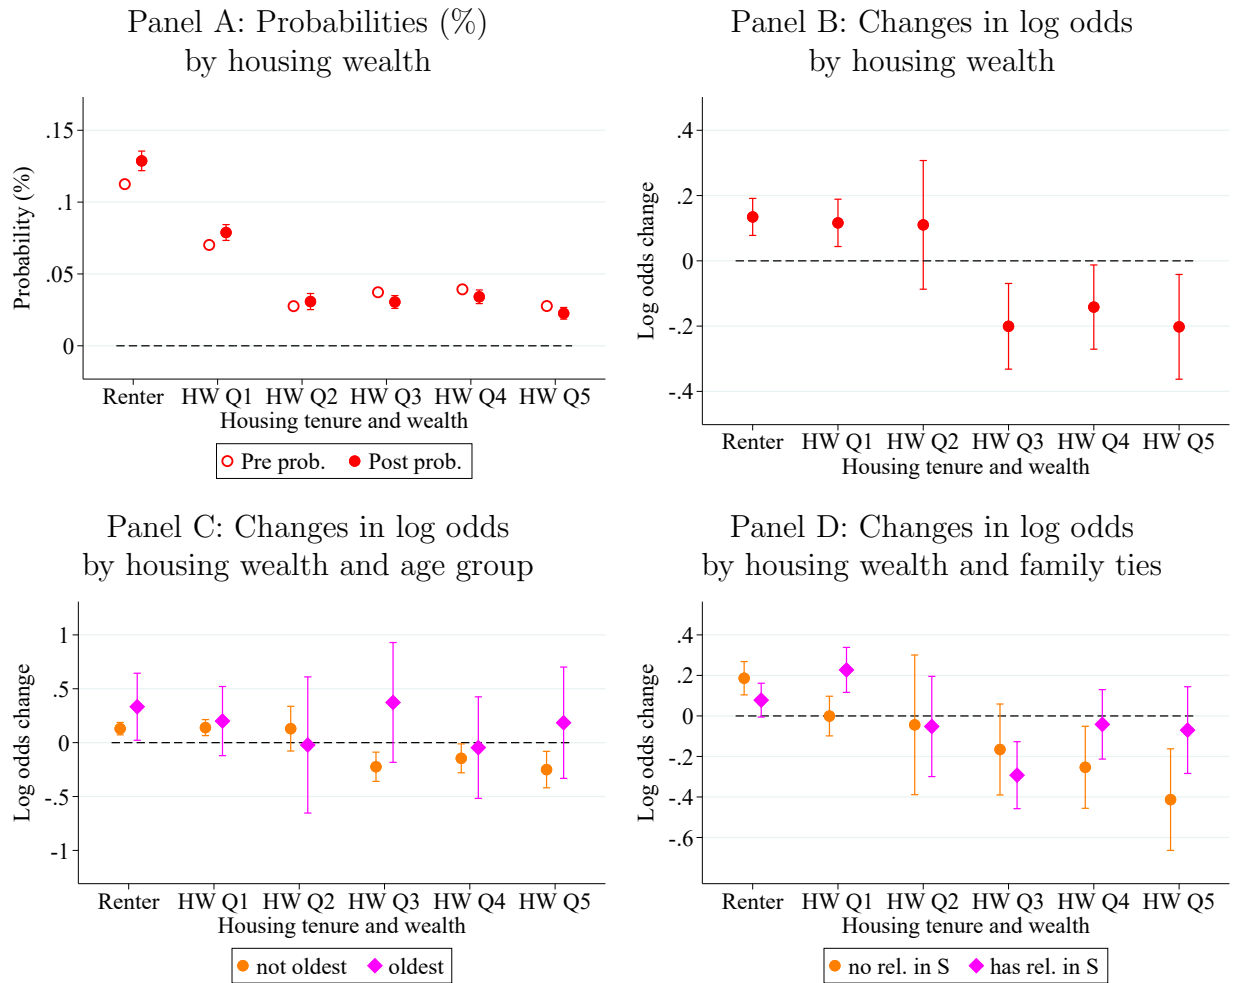 Panel A: Probabilities (%)
by housing wealth
Probability (%)
.15
.1
.05
0
Renter HW Q1 HW Q2 HW Q3 HW Q4 HW Q5
Housing tenure and wealth
Pre prob. Post prob.
Panel B: Changes in log odds
by housing wealth
Log odds change
.4
.2
0
-.2
-.4
Renter HW Q1 HW Q2 HW Q3 HW Q4 HW Q5
Housing tenure and wealth
Panel C: Changes in log odds
by housing wealth and age group
Log odds change
1
.5
0
-.5
-1
Renter HW Q1 HW Q2 HW Q3 HW Q4 HW Q5
Housing tenure and wealth
not oldest oldest
Panel D: Changes in log odds
by housing wealth and family ties
Log odds change
.4
.2
0
-.2
-.4
-.6
Renter HW Q1 HW Q2 HW Q3 HW Q4 HW Q5
Housing tenure and wealth
no rel. in S has rel. in S